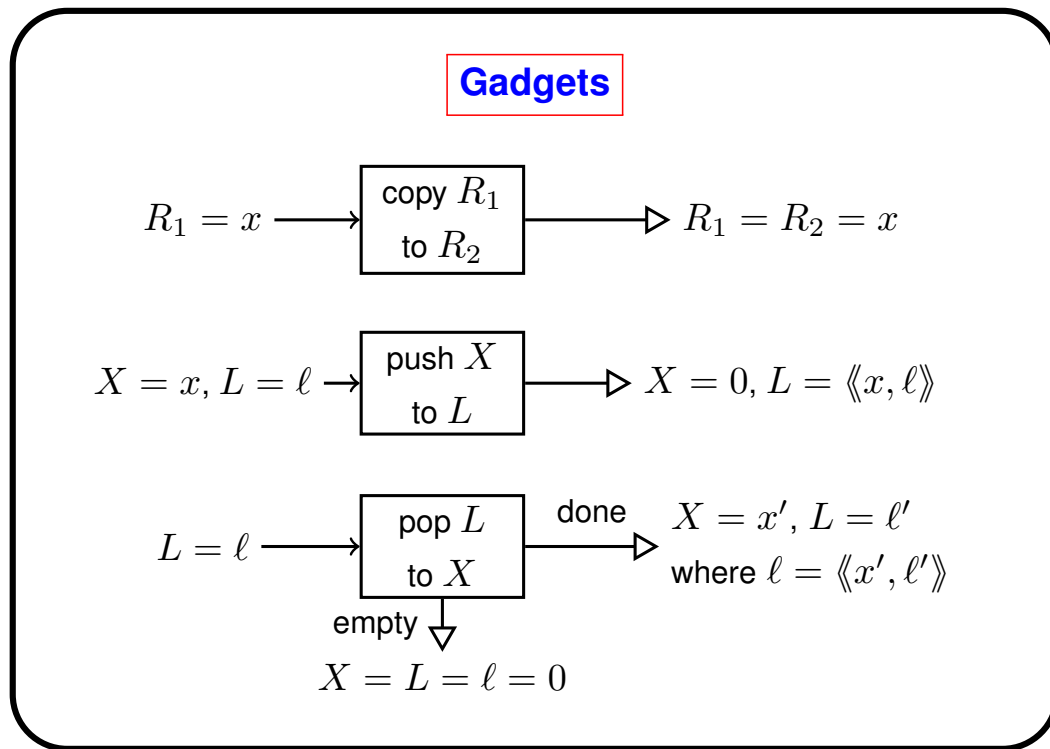 Gadgets
R₁ = x
copy R₁
to R₂
R₁ = R₂ = x
X = x, L = ℓ
push X
to L
X = 0, L = ⟪x, ℓ⟫
L = ℓ
pop L
to X
done
X = x′, L = ℓ′
where ℓ = ⟪x′, ℓ′⟫
empty
X = L = ℓ = 0